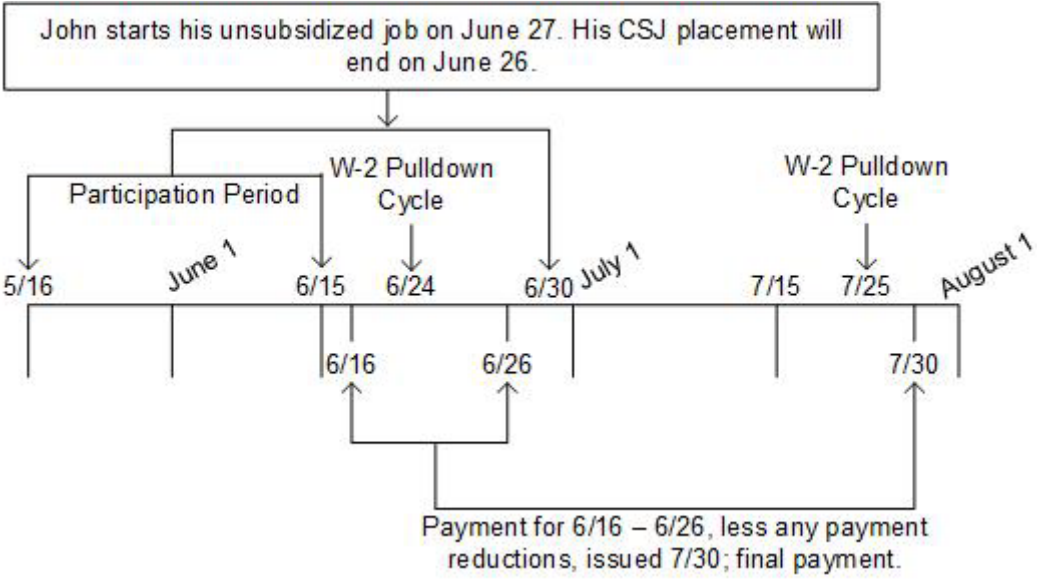 John starts his unsubsidized job on June 27. His CSJ placement will
end on June 26.
W-2 Pulldown
Cycle
W-2 Pulldown
Cycle
Participation Period
June 1
July 1
August 1
5/16
6/15
6/24
6/30
7/15
7/25
6/16
6/26
7/30
Payment for 6/16 – 6/26, less any payment
reductions, issued 7/30; final payment.